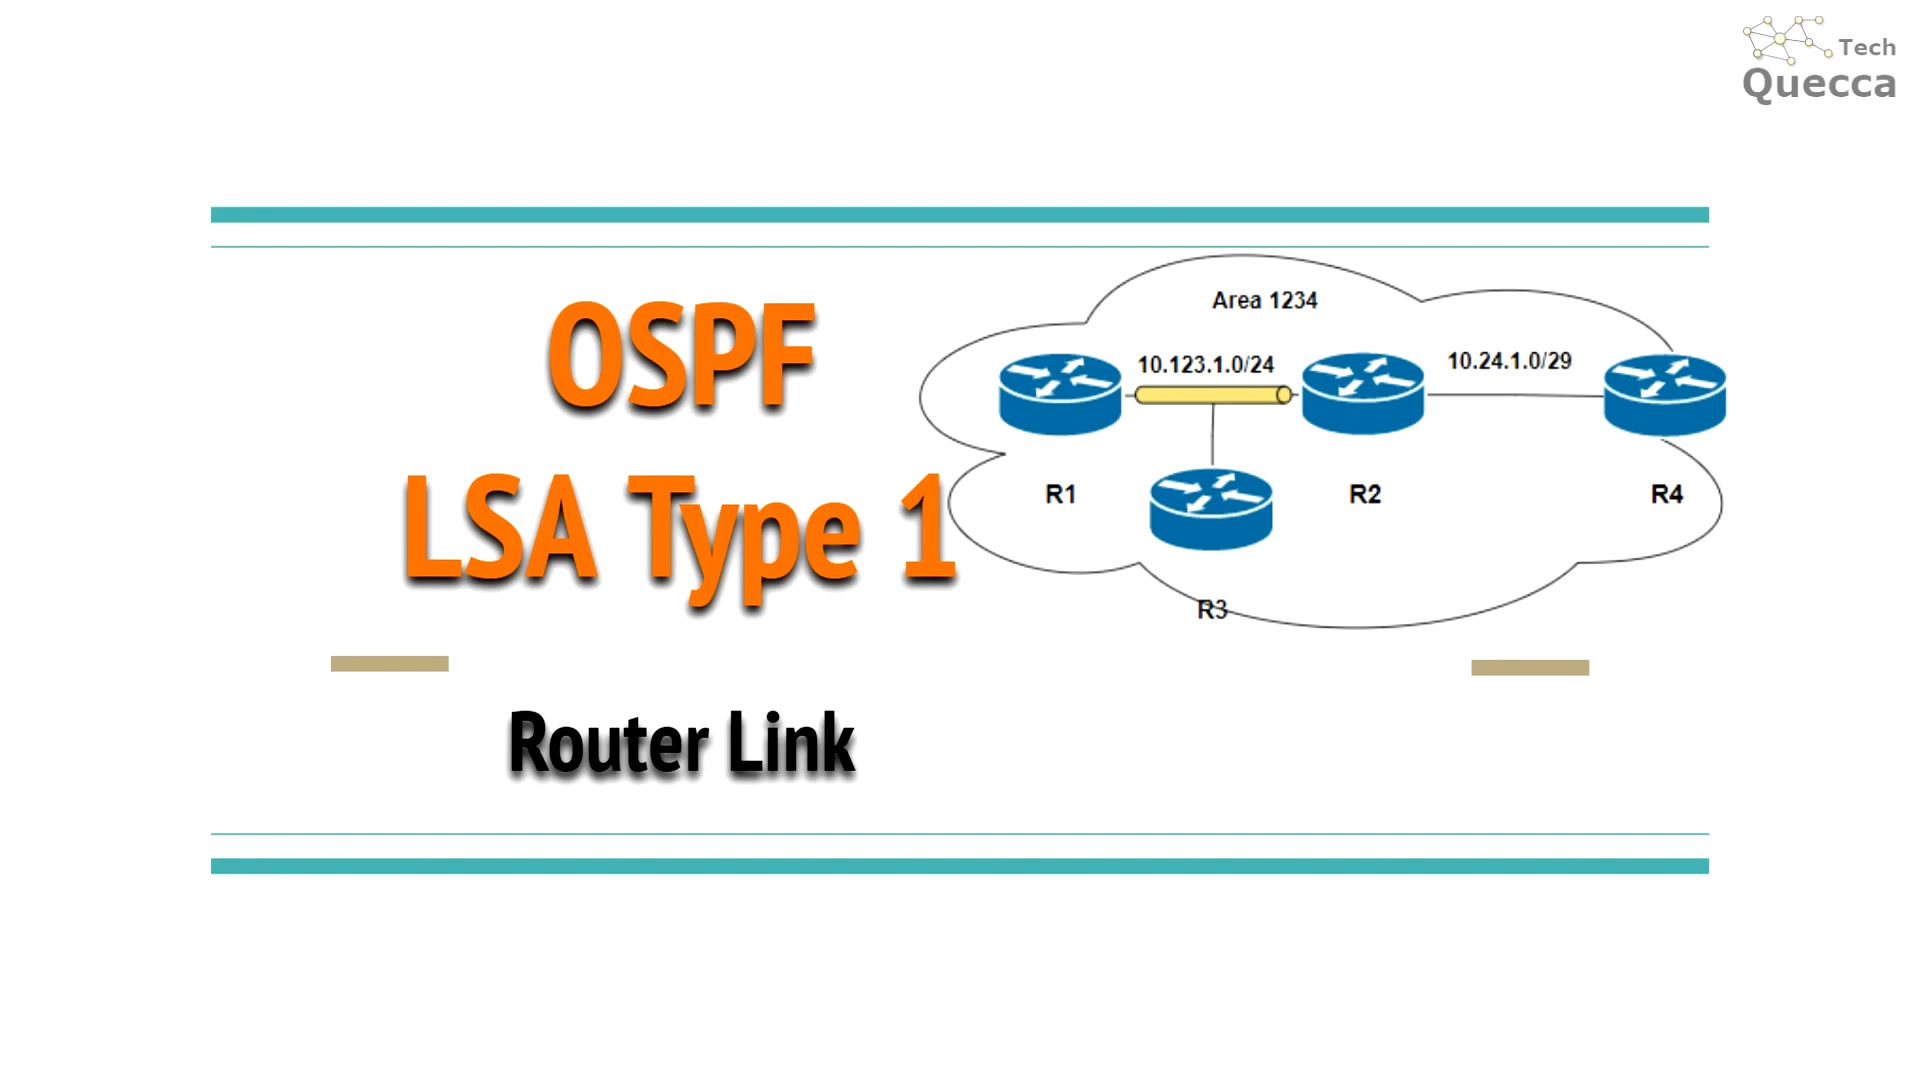 Tech
Quecca
OSPF
LSA Type 1
Router Link
Area 1234
10.123.1.0/24
10.24.1.0/29
R1
R2
R4
R3